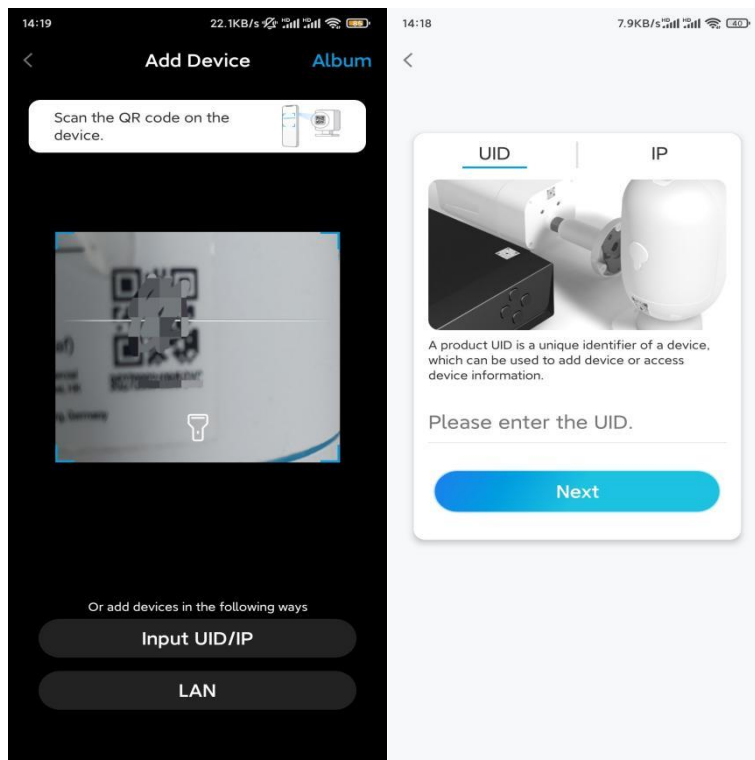 14:19
22.1KB/s
Add Device
Album
Scan the QR code on the
device.
af)
Germany
Or add devices in the following ways
Input UID/IP
LAN
14:18
7.9KB/s
40
UID
IP
A product UID is a unique identifier of a device,
which can be used to add device or access
device information.
Please enter the UID.
Next